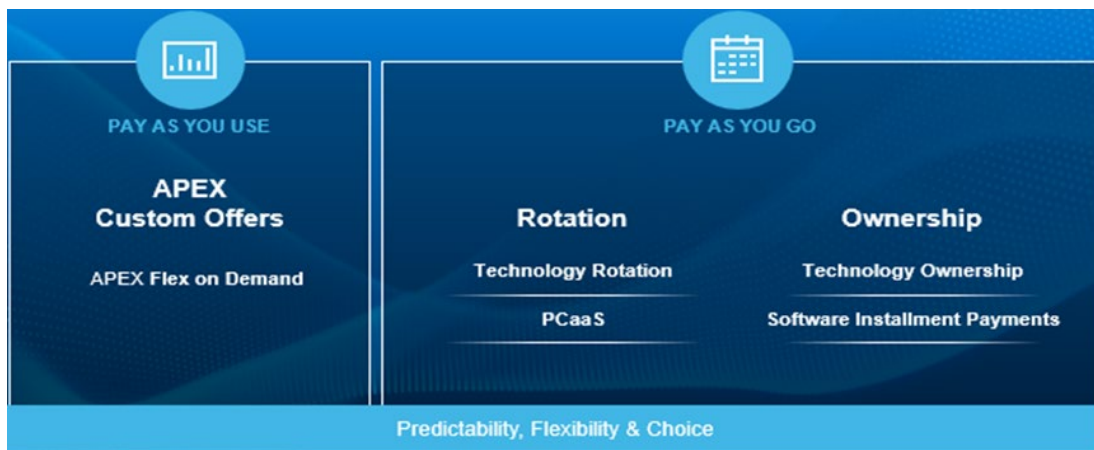 PAY AS YOU USE
APEX
Custom Offers
APEX Flex on Demand
PAY AS YOU GO
Rotation
Technology Rotation
PCaaS
Ownership
Technology Ownership
Software Installment Payments
Predictability, Flexibility & Choice